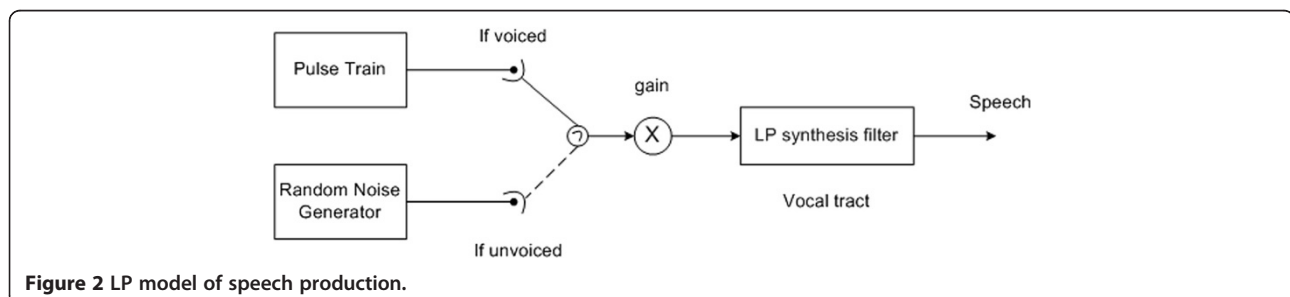 If voiced
Pulse Train
gain
X
Speech
LP synthesis filter
Random Noise
Generator
Vocal tract
If unvoiced
Figure 2 LP model of speech production.